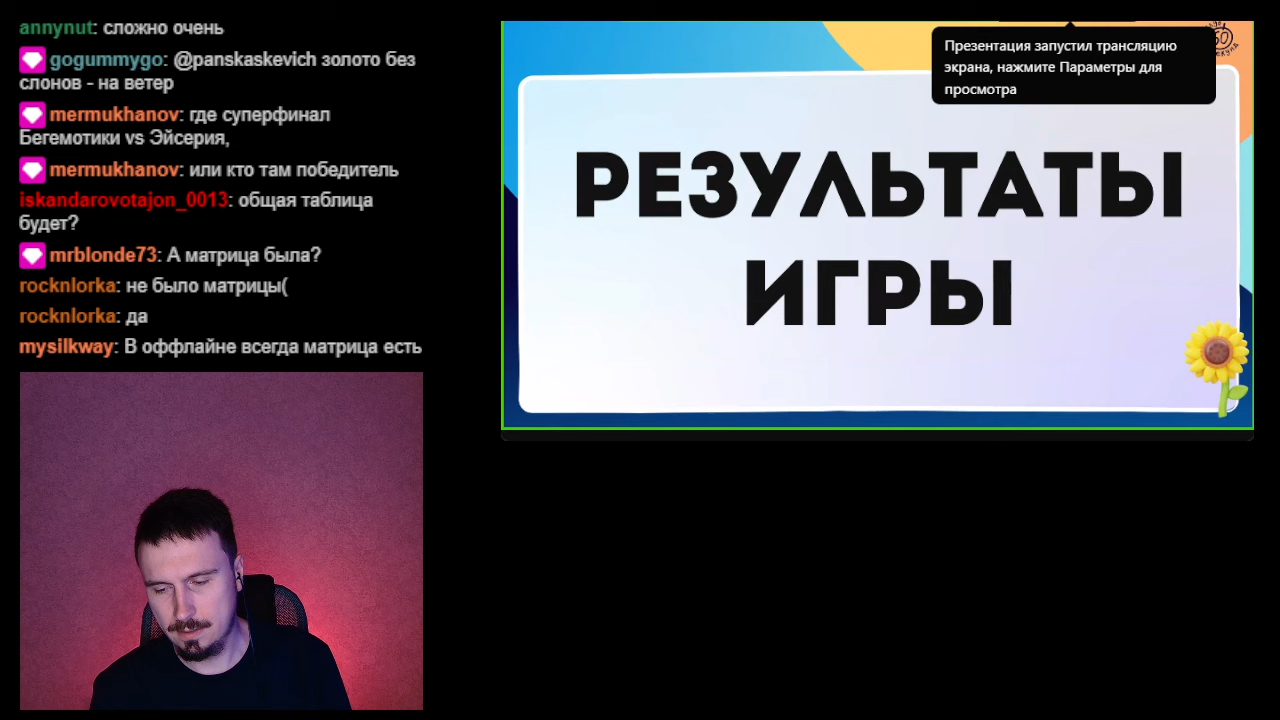 annynut: сложно очень
gogummygo: @panskaskevich золото без
слонов - на ветер
mermukhanov: где суперфинал
Бегемотики vs Эйсерия,
mermukhanov: или кто там победитель
iskandarovotajon_0013: общая таблица
будет?
mrblonde73: А матрица была?
rocknlorka: не было матрицы(
rocknlorka: да
mysilkway: В оффлайне всегда матрица есть
Презентация запустил трансляцию
экрана, нажмите Параметры для
просмотра
РЕЗУЛЬТАТЫ
ИГРЫ